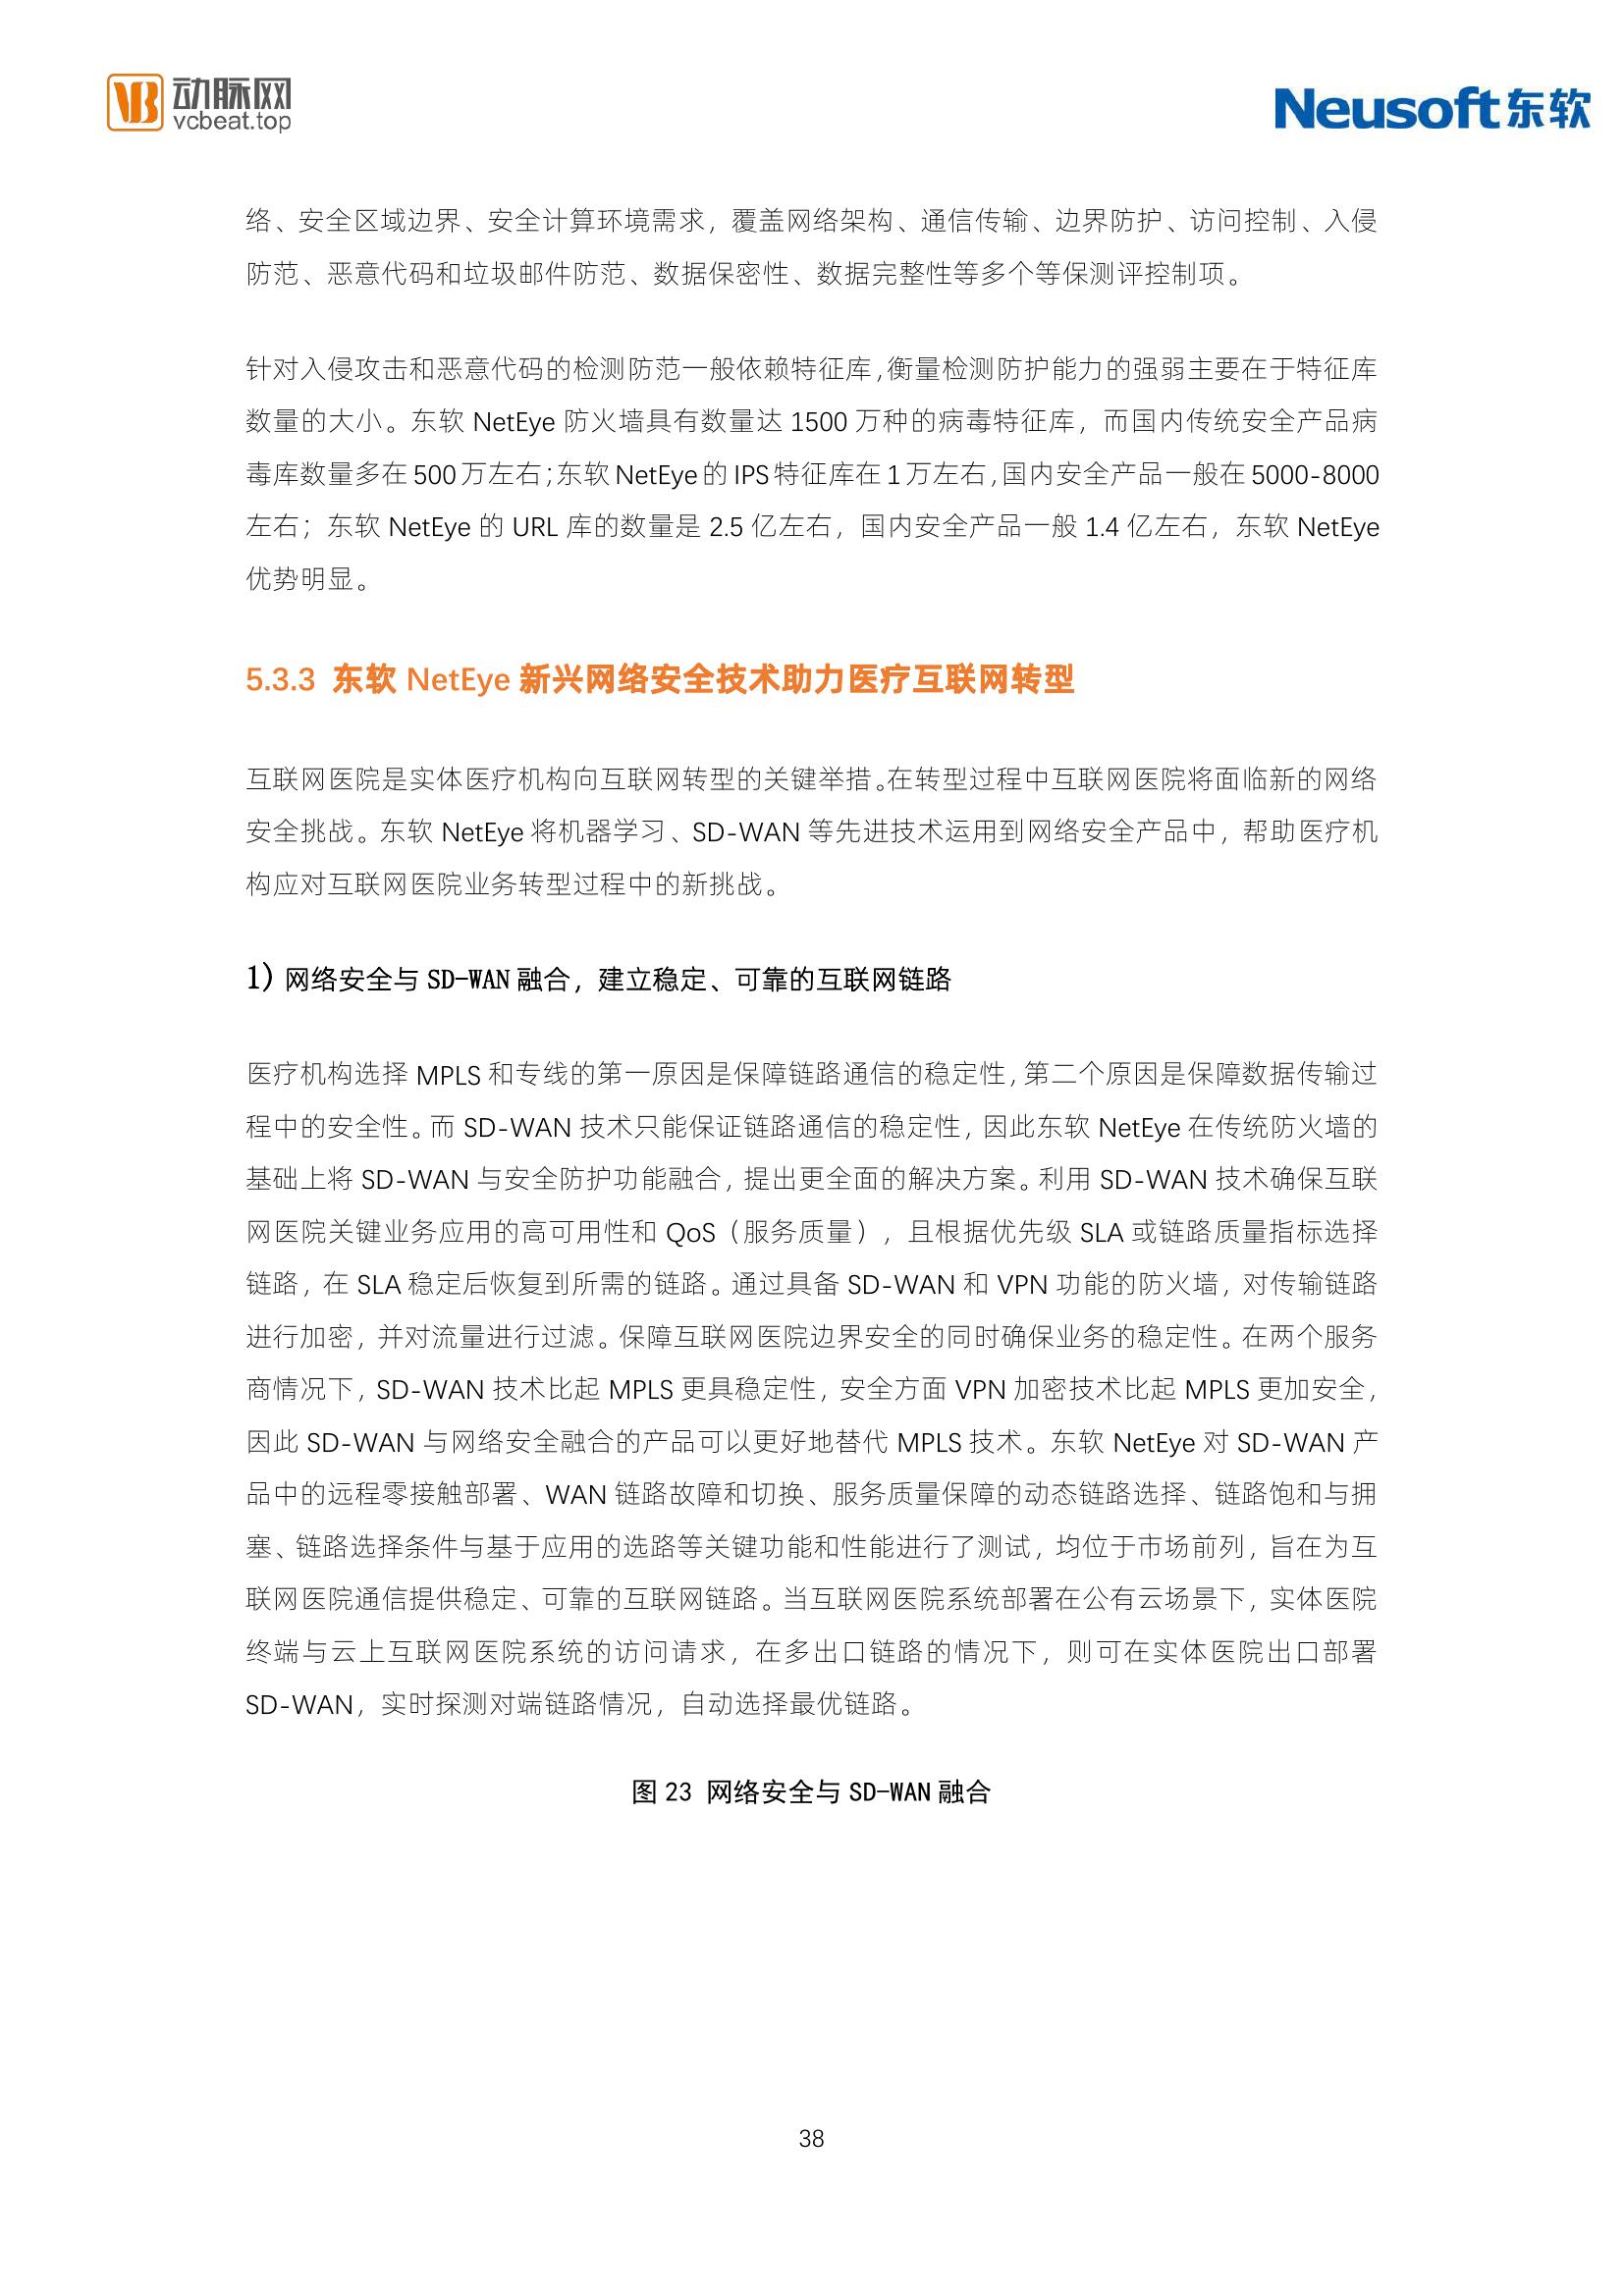 动脉网
vcbeat.top
Neusoft东软
络、安全区域边界、安全计算环境需求，覆盖网络架构、通信传输、边界防护、访问控制、入侵
防范、恶意代码和垃圾邮件防范、数据保密性、数据完整性等多个等保测评控制项。
针对入侵攻击和恶意代码的检测防范一般依赖特征库，衡量检测防护能力的强弱主要在于特征库
数量的大小。东软 NetEye 防火墙具有数量达 1500 万种的病毒特征库，而国内传统安全产品病
毒库数量多在 500 万左右；东软 NetEye 的 IPS 特征库在 1 万左右，国内安全产品一般在 5000-8000
左右；东软 NetEye 的 URL 库的数量是 2.5 亿左右，国内安全产品一般 1.4 亿左右，东软 NetEye
优势明显。
5.3.3 东软 NetEye 新兴网络安全技术助力医疗互联网转型
互联网医院是实体医疗机构向互联网转型的关键举措。在转型过程中互联网医院将面临新的网络
安全挑战。东软 NetEye 将机器学习、SD-WAN 等先进技术运用到网络安全产品中，帮助医疗机
构应对互联网医院业务转型过程中的新挑战。
1) 网络安全与 SD-WAN 融合，建立稳定、可靠的互联网链路
医疗机构选择 MPLS 和专线的第一原因是保障链路通信的稳定性，第二个原因是保障数据传输过
程中的安全性。而 SD-WAN 技术只能保证链路通信的稳定性，因此东软 NetEye 在传统防火墙的
基础上将 SD-WAN 与安全防护功能融合，提出更全面的解决方案。利用 SD-WAN 技术确保互联
网医院关键业务应用的高可用性和 QoS（服务质量），且根据优先级 SLA 或链路质量指标选择
链路，在 SLA 稳定后恢复到所需的链路。通过具备 SD-WAN 和 VPN 功能的防火墙，对传输链路
进行加密，并对流量进行过滤。保障互联网医院边界安全的同时确保业务的稳定性。在两个服务
商情况下，SD-WAN 技术比起 MPLS 更具稳定性，安全方面 VPN 加密技术比起 MPLS 更加安全，
因此 SD-WAN 与网络安全融合的产品可以更好地替代 MPLS 技术。东软 NetEye 对 SD-WAN 产
品中的远程零接触部署、WAN 链路故障和切换、服务质量保障的动态链路选择、链路饱和与拥
塞、链路选择条件与基于应用的选路等关键功能和性能进行了测试，均位于市场前列，旨在为互
联网医院通信提供稳定、可靠的互联网链路。当互联网医院系统部署在公有云场景下，实体医院
终端与云上互联网医院系统的访问请求，在多出口链路的情况下，则可在实体医院出口部署
SD-WAN，实时探测对端链路情况，自动选择最优链路。
图 23 网络安全与 SD-WAN 融合
38